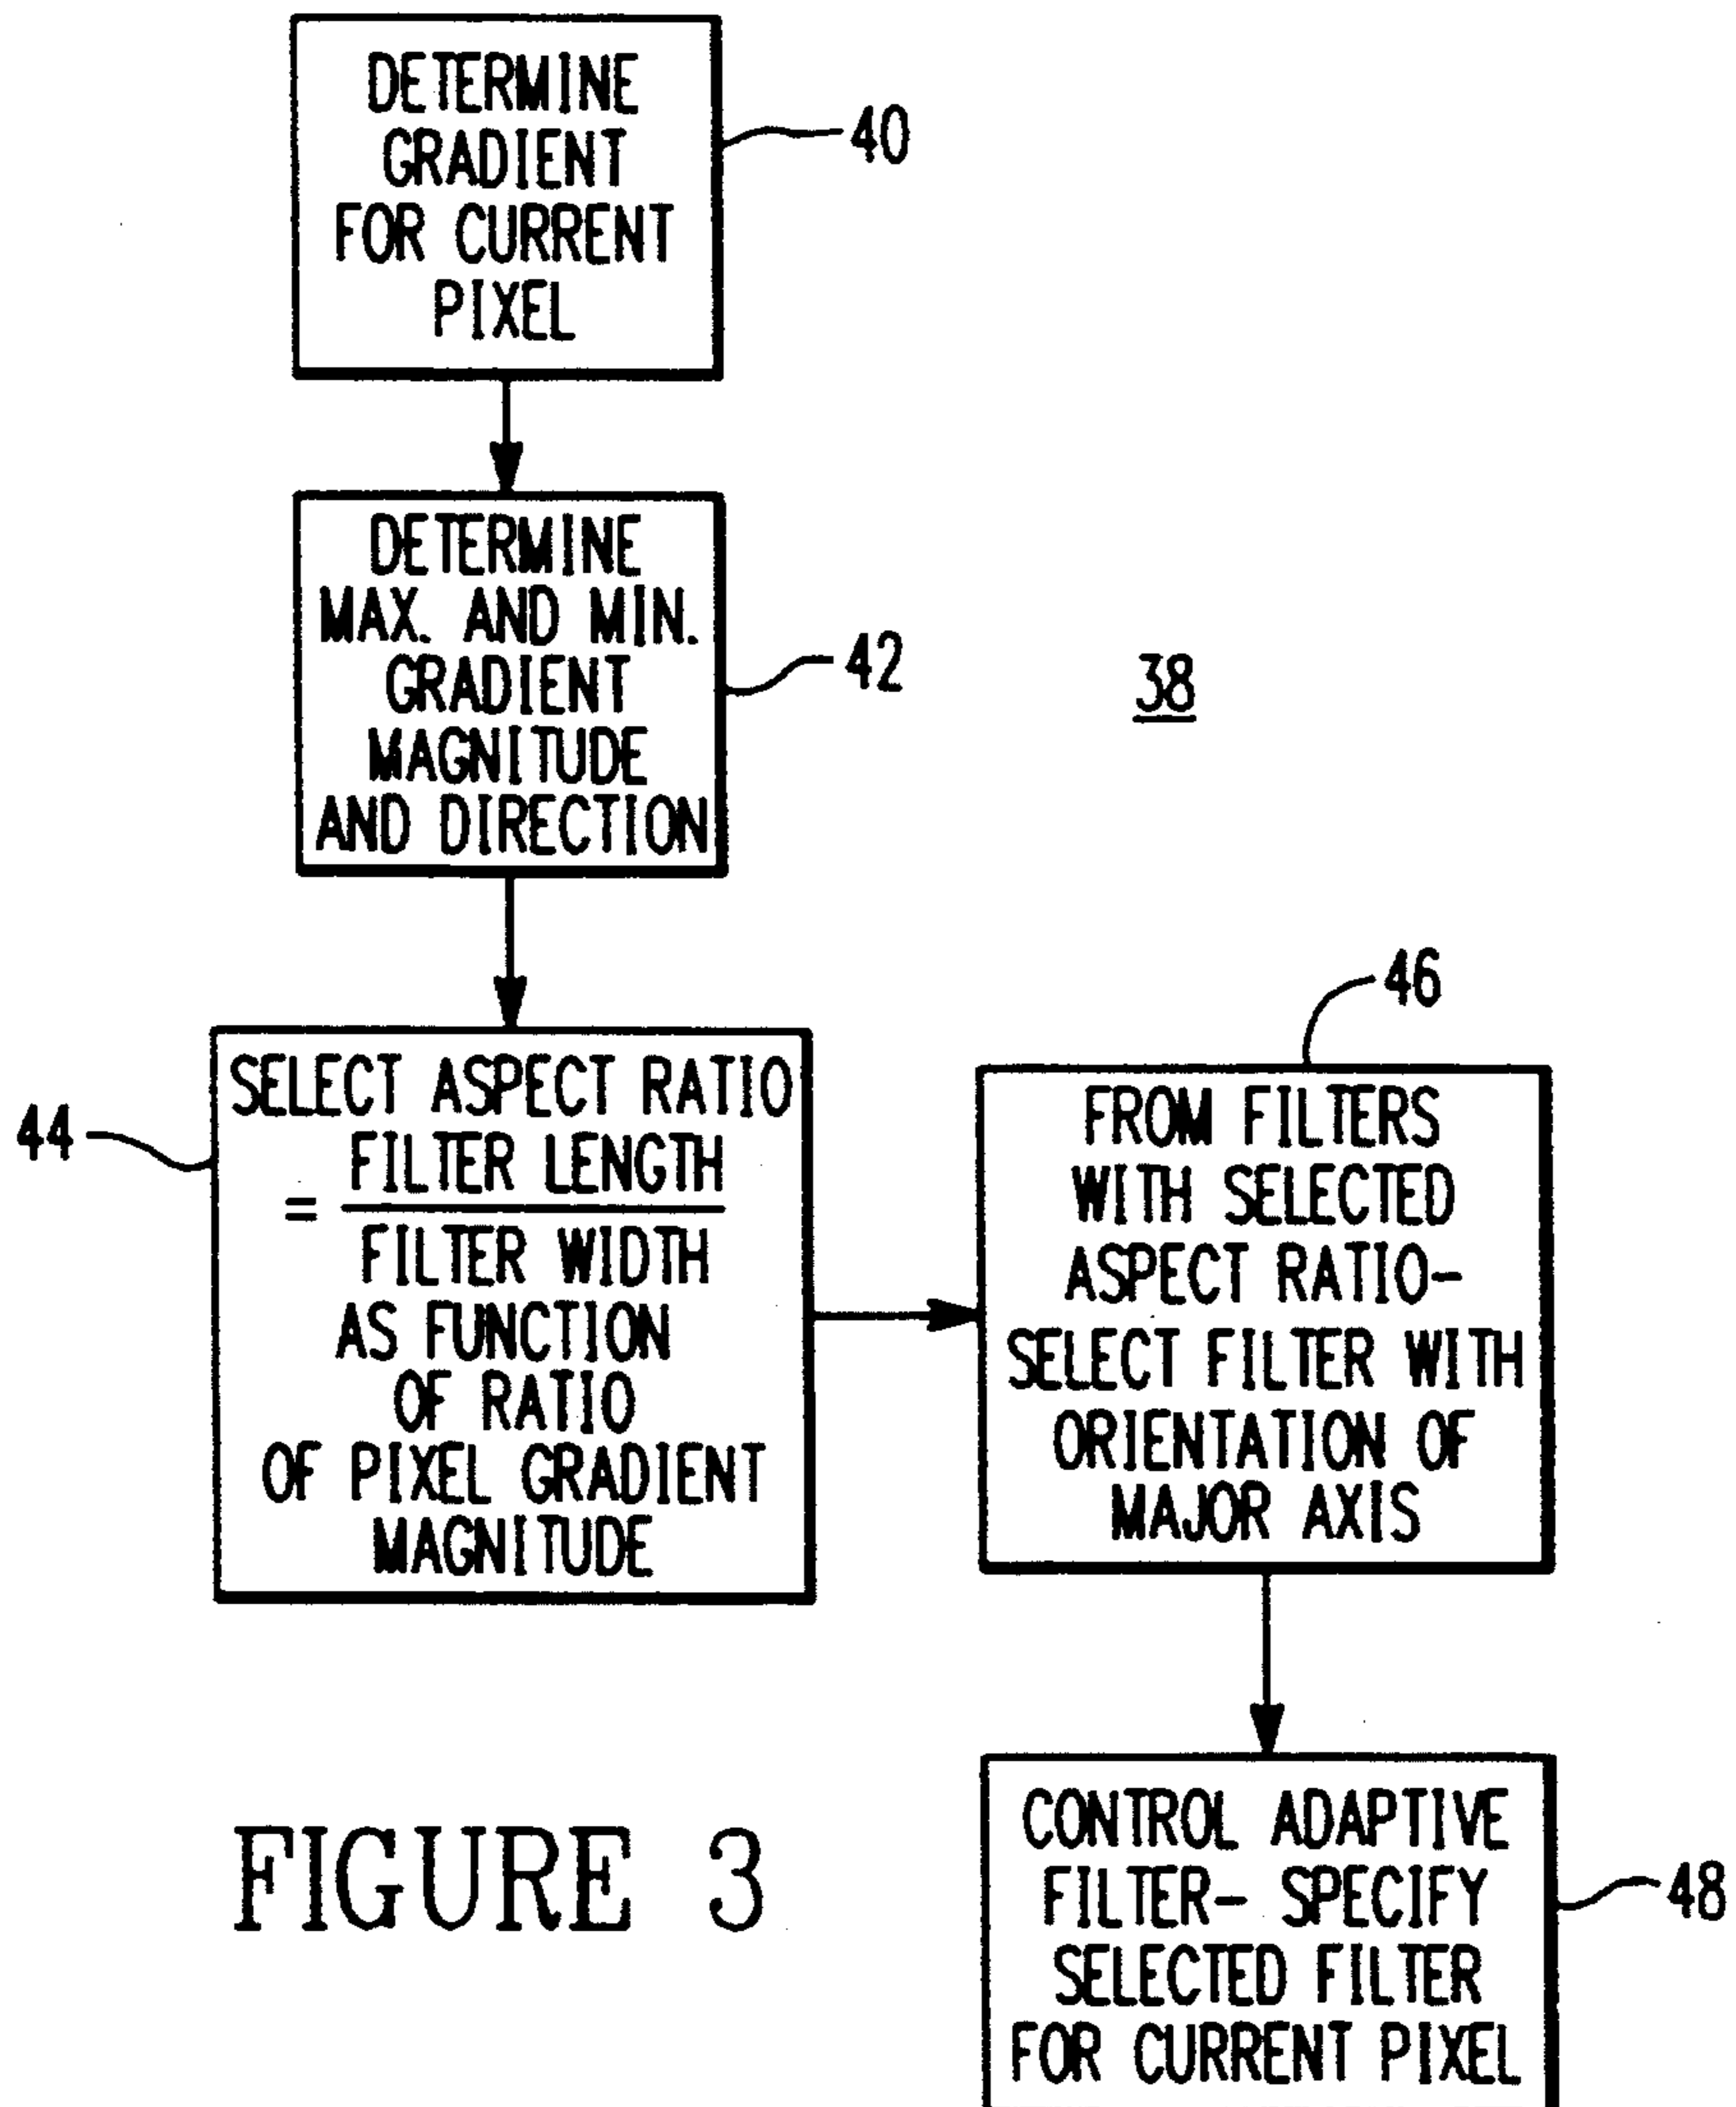 DETERMINE
GRADIENT
FOR CURRENT
PIXEL
40
DETERMINE
MAX. AND MIN.
GRADIENT
MAGNITUDE
AND DIRECTION
42
38
SELECT ASPECT RATIO
= FILTER LENGTH
FILTER WIDTH
AS FUNCTION
OF RATIO
OF PIXEL GRADIENT
MAGNITUDE
44
46
FROM FILTERS
WITH SELECTED
ASPECT RATIO-
SELECT FILTER WITH
ORIENTATION OF
MAJOR AXIS
CONTROL ADAPTIVE
FILTER- SPECIFY
SELECTED FILTER
FOR CURRENT PIXEL
48
FIGURE 3